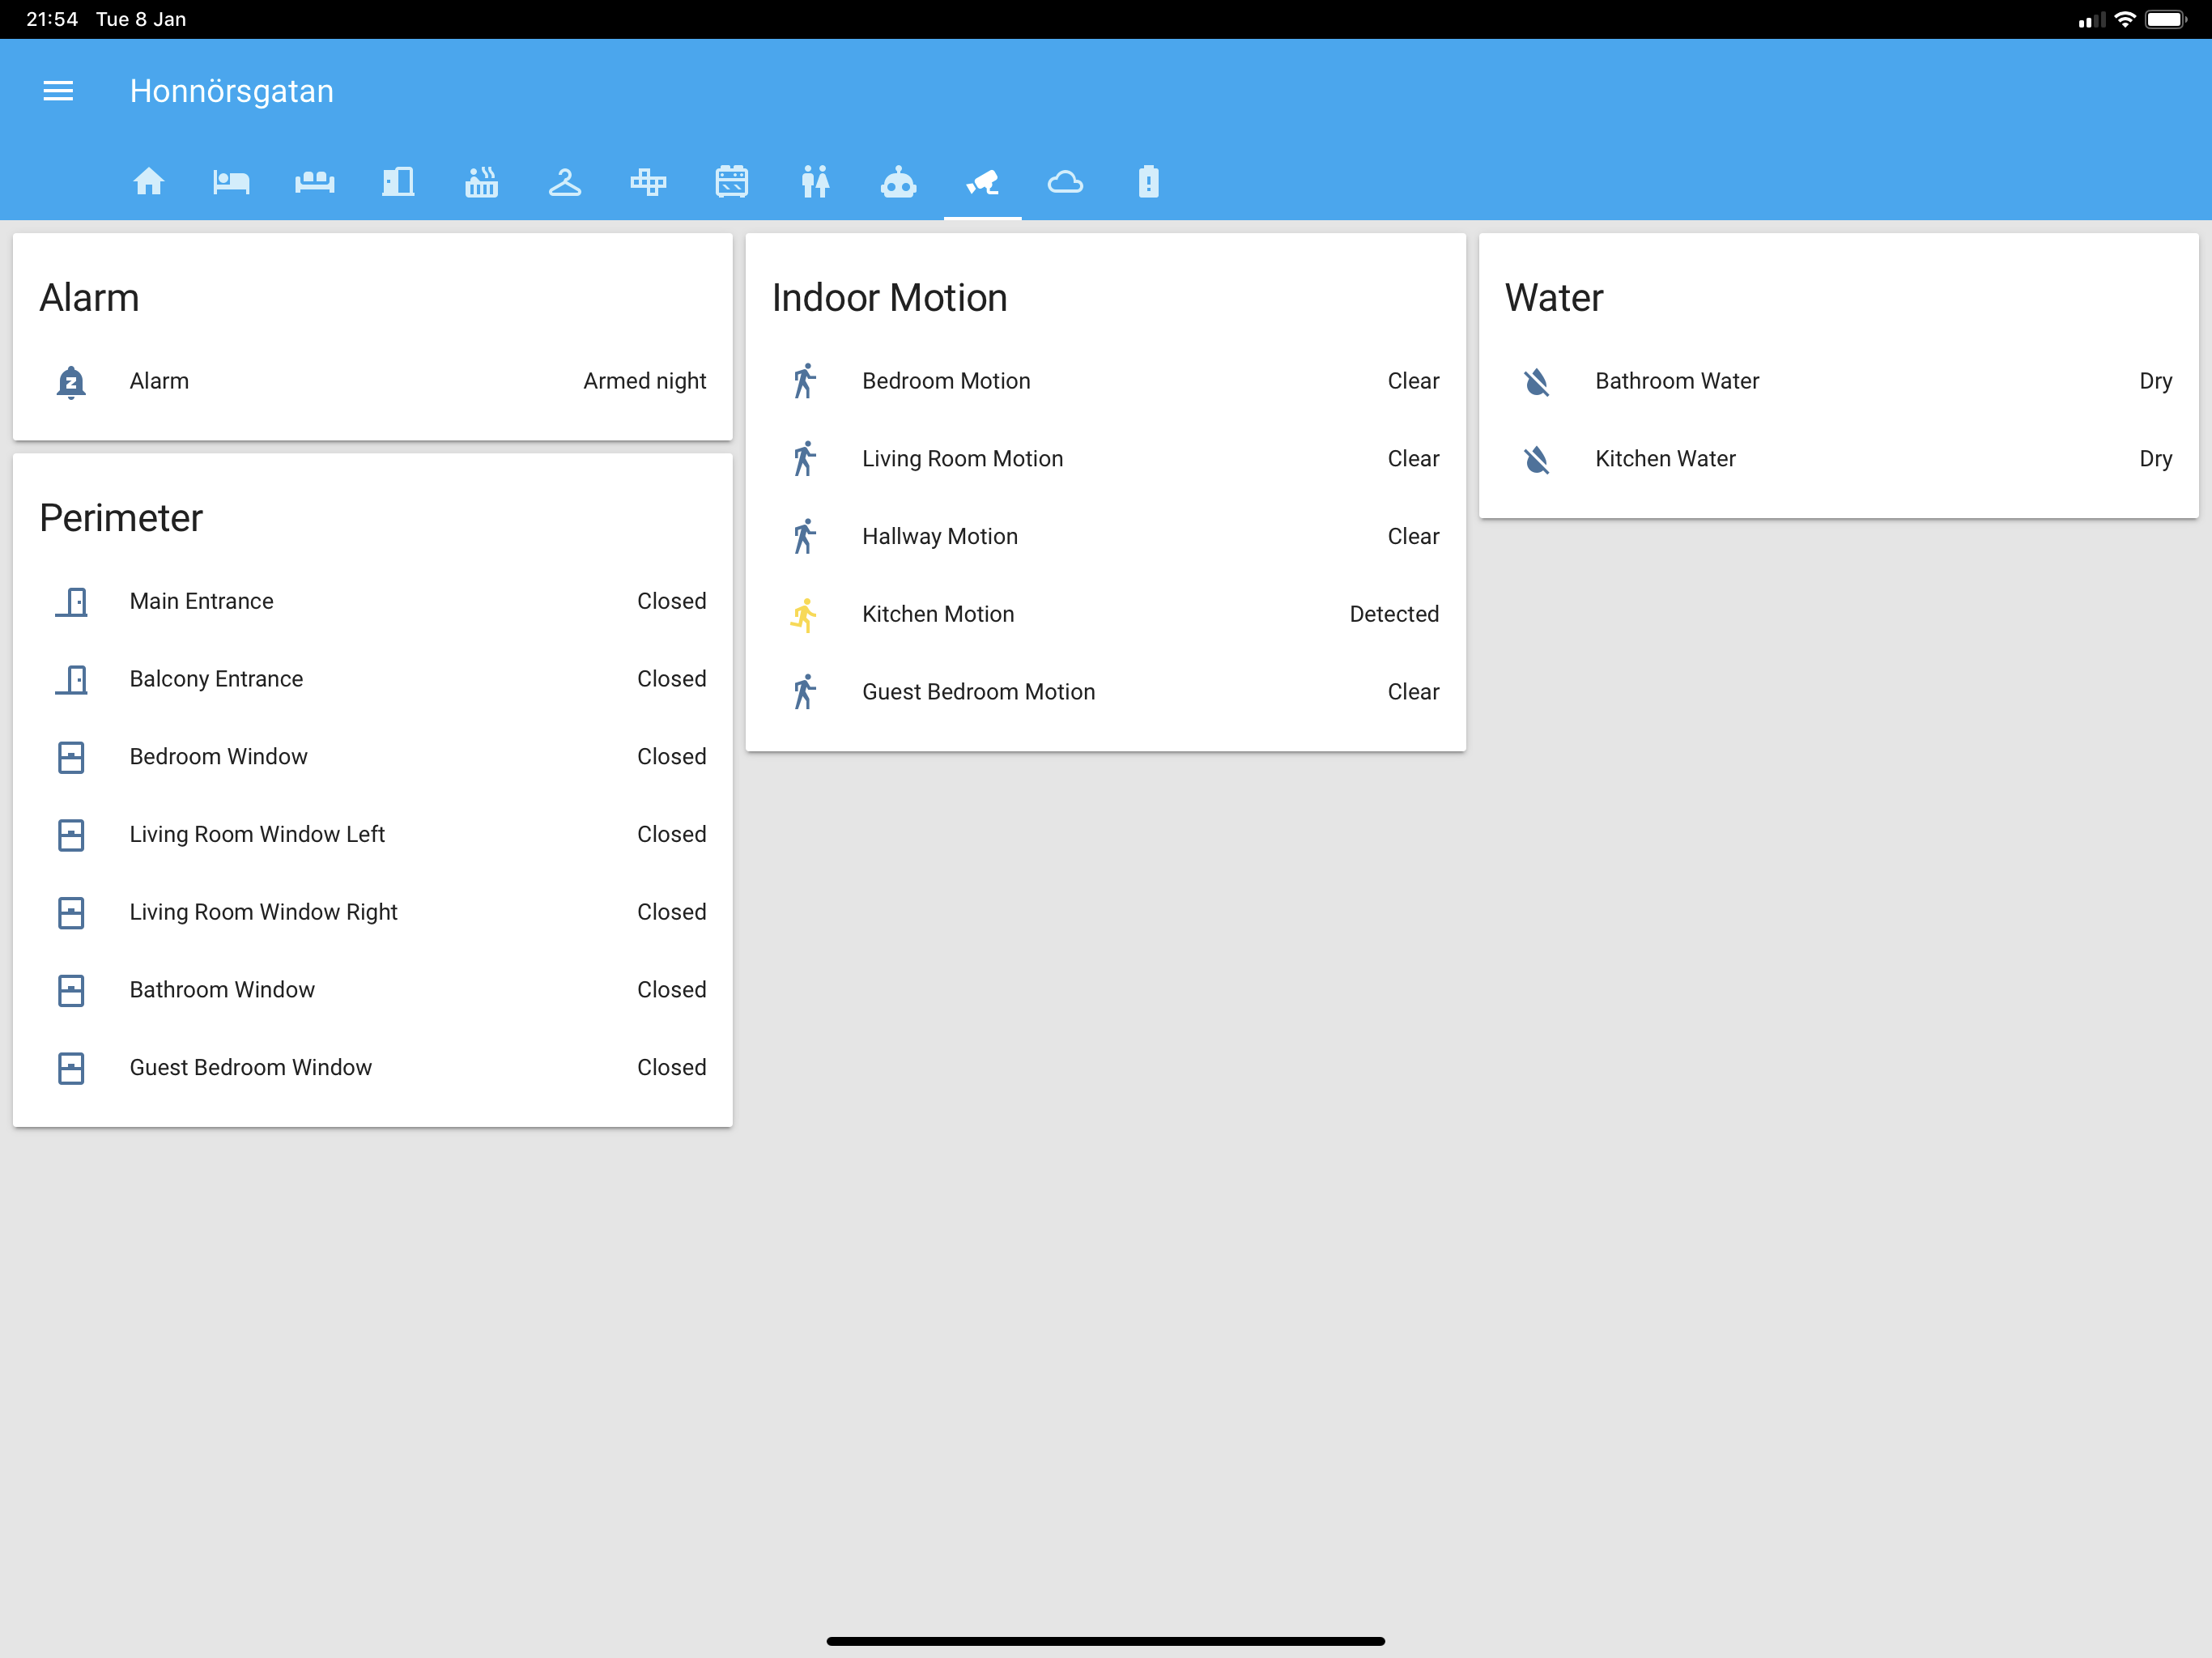 21:54 Tue 8 Jan
Honnörsgatan
Alarm
Alarm Armed night
Perimeter
Main Entrance Closed
Balcony Entrance Closed
Bedroom Window Closed
Living Room Window Left Closed
Living Room Window Right Closed
Bathroom Window Closed
Guest Bedroom Window Closed
Indoor Motion
Bedroom Motion Clear
Living Room Motion Clear
Hallway Motion Clear
Kitchen Motion Detected
Guest Bedroom Motion Clear
Water
Bathroom Water Dry
Kitchen Water Dry